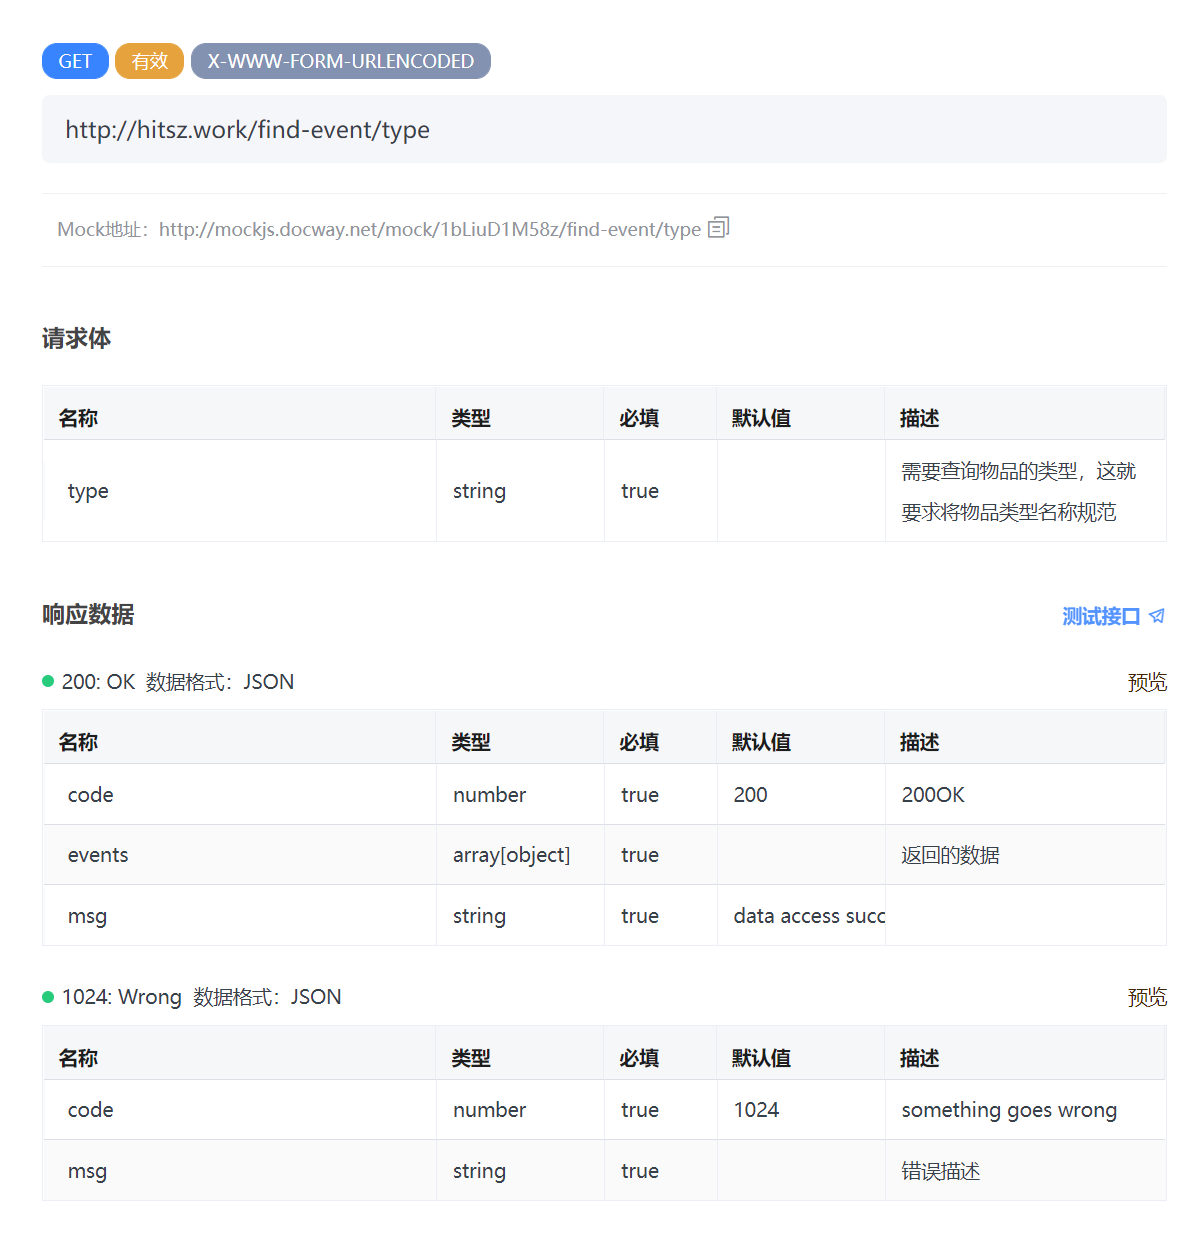 GET 有效 X-WWW-FORM-URLENCODED
http://hitsz.work/find-event/type
Mock地址：http://mockjs.docway.net/mock/1bLiuD1M58z/find-event/type
请求体
名称 类型 必填 默认值 描述
type string true 需要查询物品的类型，这就
要求将物品类型名称规范
响应数据 测试接口
200: OK 数据格式：JSON 预览
名称 类型 必填 默认值 描述
code number true 200 200OK
events array[object] true 返回的数据
msg string true data access succ
1024: Wrong 数据格式：JSON 预览
名称 类型 必填 默认值 描述
code number true 1024 something goes wrong
msg string true 错误描述